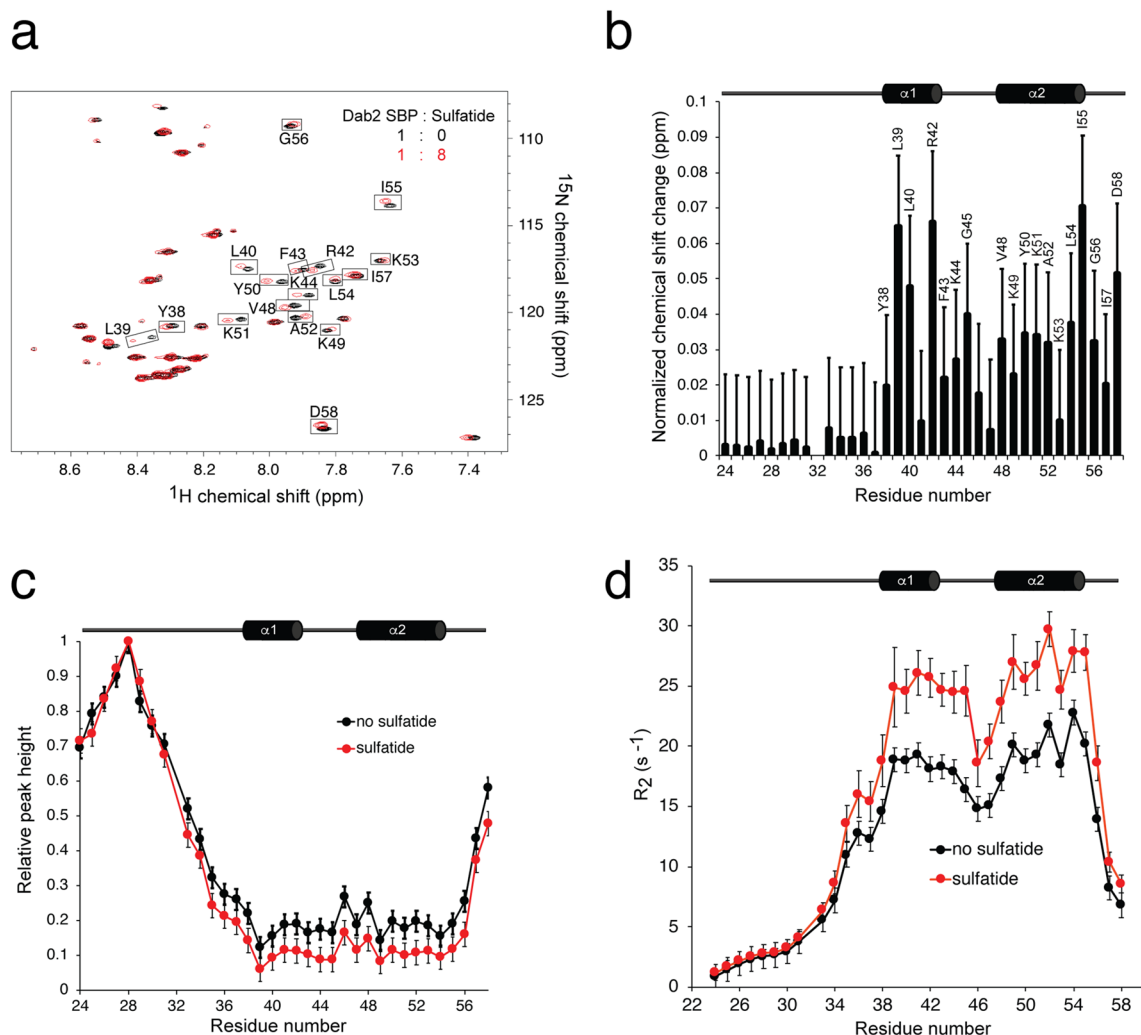 a
Dab2 SBP : Sulfatide
1 : 0
1 : 8
G56
I55
L40
F43
R42
K53
Y50
K44
I57
L54
V48
L39
Y38
K51
A52
K49
D58
110
115
120
125
15N chemical shift (ppm)
8.6 8.4 8.2 8.0 7.8 7.6 7.4
1H chemical shift (ppm)
b
α1 α2
Normalized chemical shift change (ppm)
0.1
0.09
0.08
0.07
0.06
0.05
0.04
0.03
0.02
0.01
0
Y38 L39 L40 R42 F43 K44 G45 V48 K49 Y50 K51 A52 K53 L54 I55 G56 I57 D58
24 28 32 36 40 44 48 52 56
Residue number
c
α1 α2
Relative peak height
1
0.9
0.8
0.7
0.6
0.5
0.4
0.3
0.2
0.1
0
no sulfatide
sulfatide
24 28 32 36 40 44 48 52 56
Residue number
d
α1 α2
R2 (s -1)
35
30
25
20
15
10
5
0
no sulfatide
sulfatide
22 26 30 34 38 42 46 50 54 58
Residue number